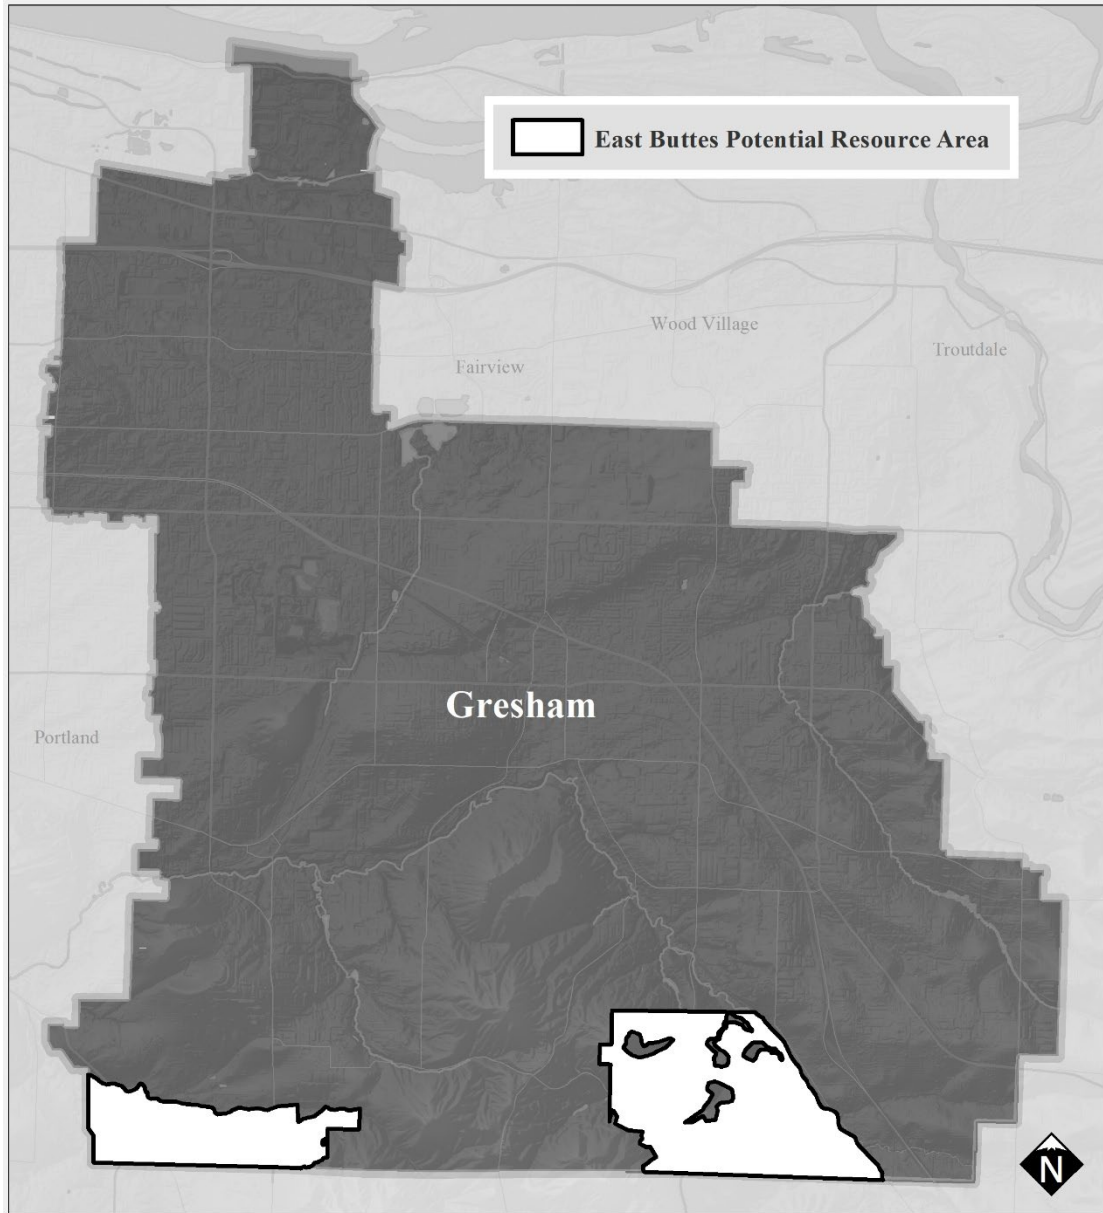 East Buttes Potential Resource Area
Wood Village
Troutdale
Fairview
Gresham
Portland
N